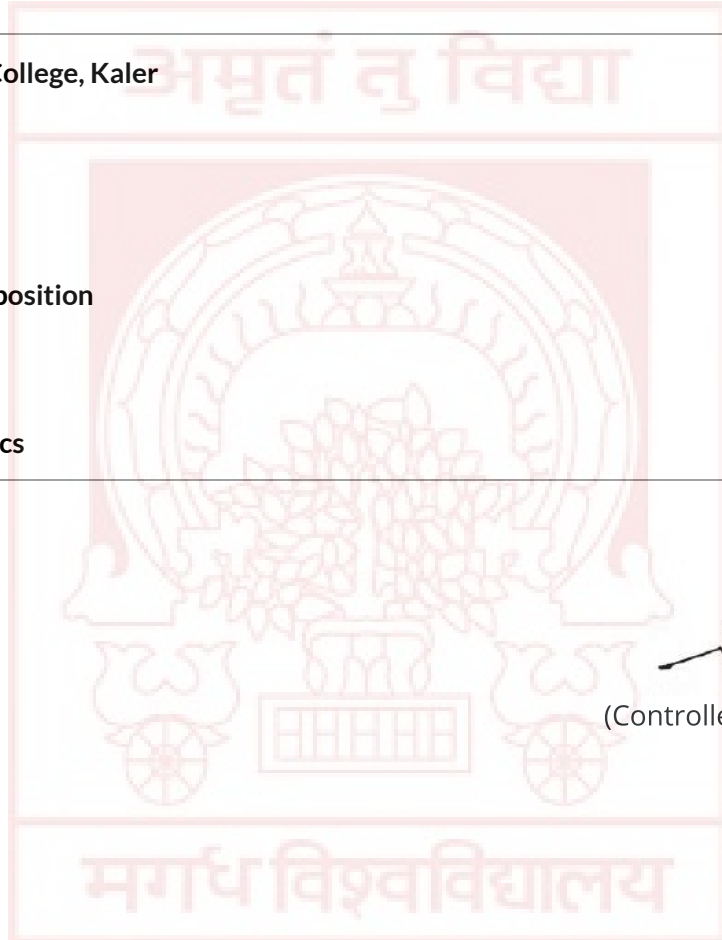 अमृतं तु विद्या
College, Kaler
position
cs
(Controlle
मगध विश्वविद्यालय